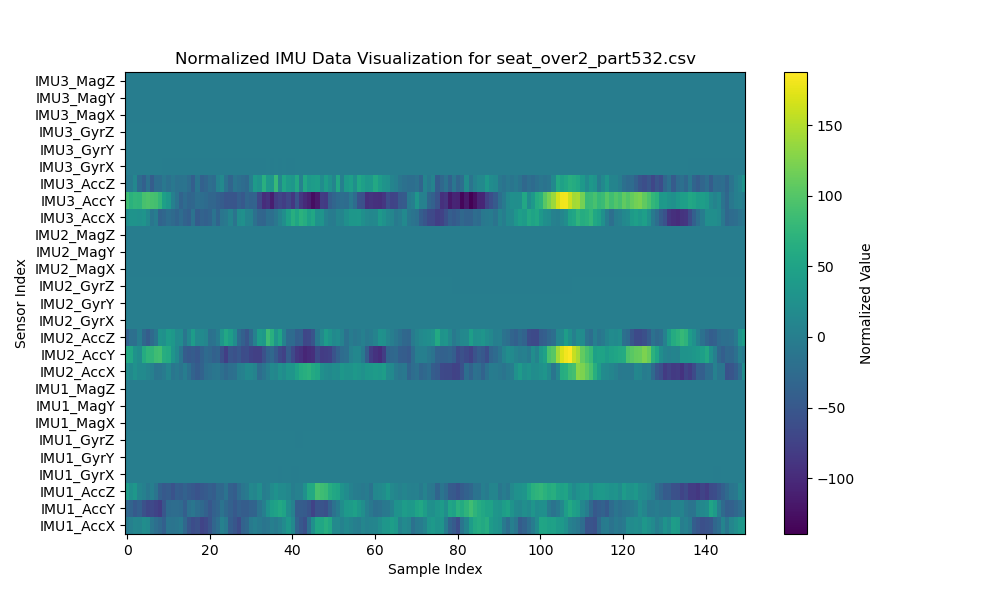 Normalized IMU Data Visualization for seat_over2_part532.csv
IMU3_MagZ
IMU3_MagY
IMU3_MagX
IMU3_GyrZ
IMU3_GyrY
IMU3_GyrX
IMU3_AccZ
IMU3_AccY
IMU3_AccX
IMU2_MagZ
IMU2_MagY
IMU2_MagX
IMU2_GyrZ
IMU2_GyrY
IMU2_GyrX
IMU2_AccZ
IMU2_AccY
IMU2_AccX
IMU1_MagZ
IMU1_MagY
IMU1_MagX
IMU1_GyrZ
IMU1_GyrY
IMU1_GyrX
IMU1_AccZ
IMU1_AccY
IMU1_AccX
Sensor Index
0 20 40 60 80 100 120 140
Sample Index
150
100
50
0
−50
−100
Normalized Value